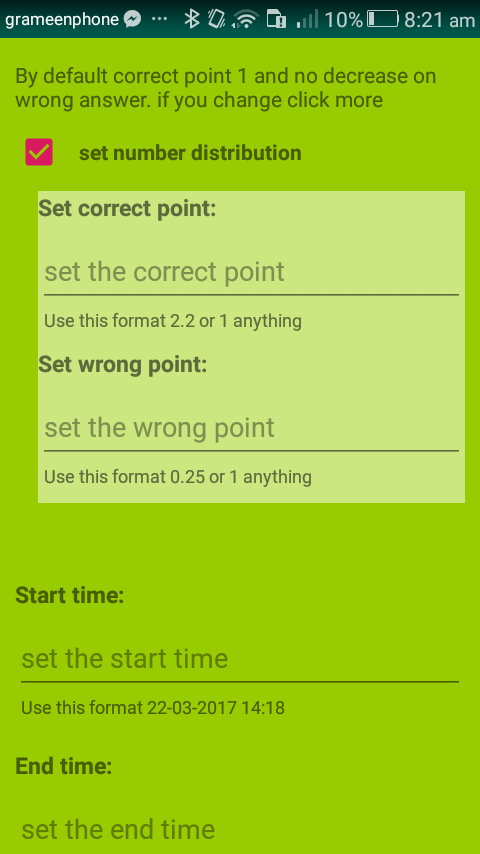 grameenphone ... 10% 8:21 am
By default correct point 1 and no decrease on
wrong answer. if you change click more
set number distribution
Set correct point:
set the correct point
Use this format 2.2 or 1 anything
Set wrong point:
set the wrong point
Use this format 0.25 or 1 anything
Start time:
set the start time
Use this format 22-03-2017 14:18
End time:
set the end time